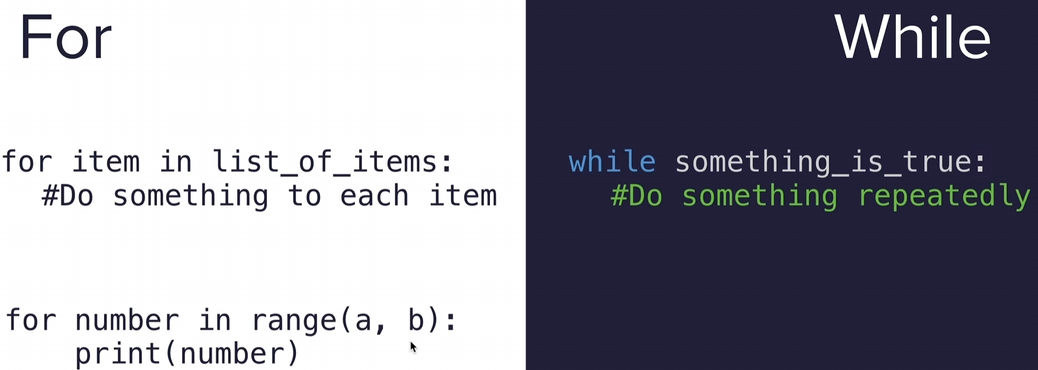 For
for item in list_of_items:
#Do something to each item
for number in range(a, b):
print(number)
While
while something_is_true:
#Do something repeatedly